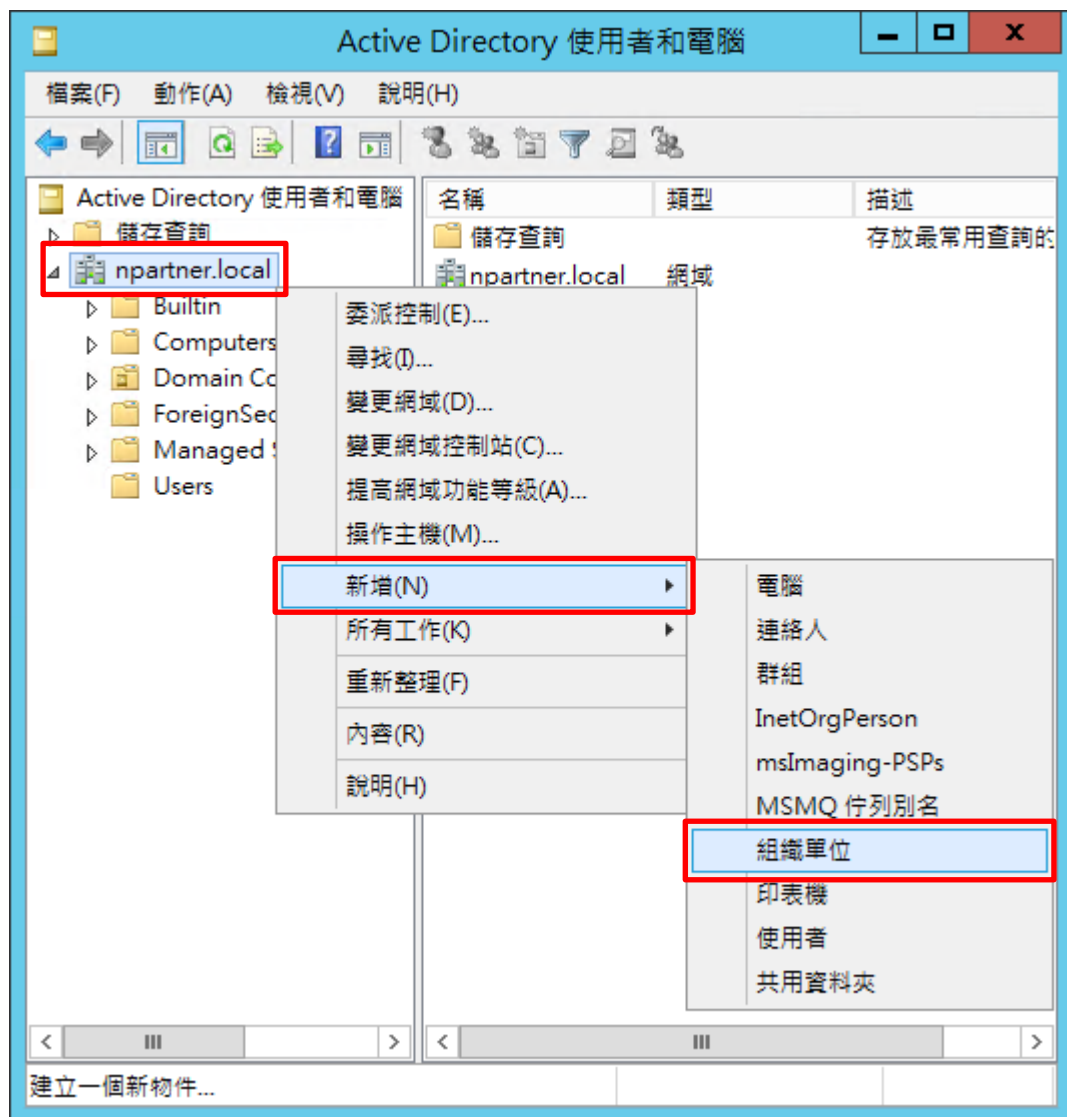 Active Directory 使用者和電腦
檔案(F) 動作(A) 檢視(V) 說明(H)
Active Directory 使用者和電腦
儲存查詢
npartner.local
Builtin
Computers
Domain Co
ForeignSec
Managed
Users
名稱 類型 描述
儲存查詢 存放最常用查詢的
npartner.local 網域
委派控制(E)...
尋找(I)...
變更網域(D)...
變更網域控制站(C)...
提高網域功能等級(A)...
操作主機(M)...
新增(N)
所有工作(K)
重新整理(F)
內容(R)
說明(H)
電腦
連絡人
群組
InetOrgPerson
msImaging-PSPs
MSMQ 佇列別名
組織單位
印表機
使用者
共用資料夾
建立一個新物件...